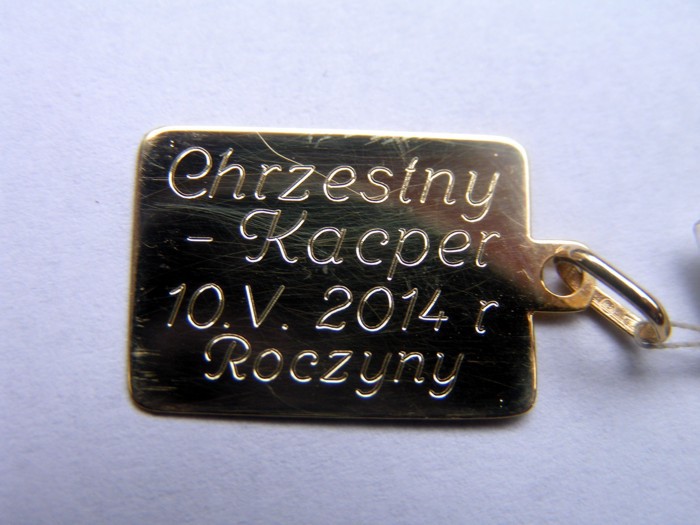 Chrzestny
- Kacper
10.V. 2014 r
Roczyny